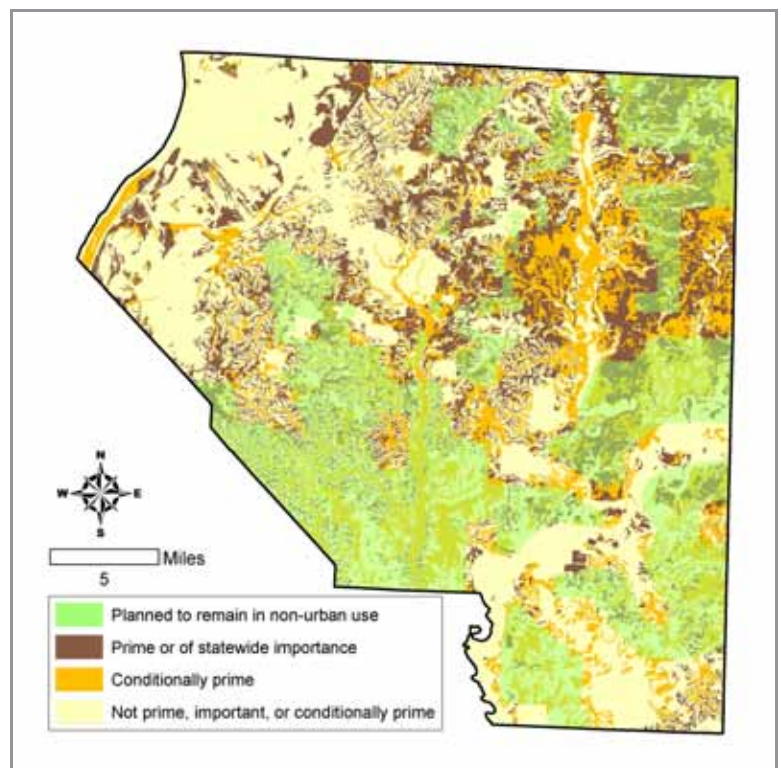 N
W E
S
Miles
5
Planned to remain in non-urban use
Prime or of statewide importance
Conditionally prime
Not prime, important, or conditionally prime